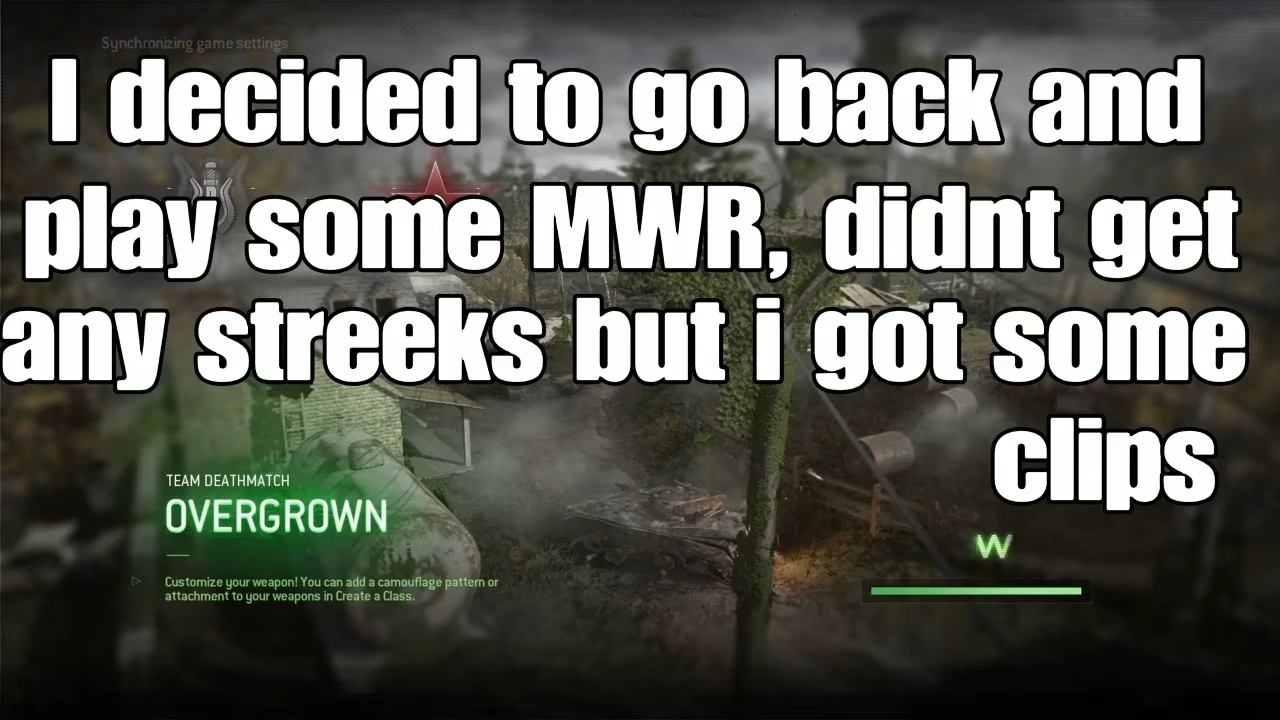 Synchronizing game settings
I decided to go back and
play some MWR, didnt get
any streeks but i got some
clips
TEAM DEATHMATCH
OVERGROWN
Customize your weapon! You can add a camouflage pattern or
attachment to your weapons in Create a Class.
W